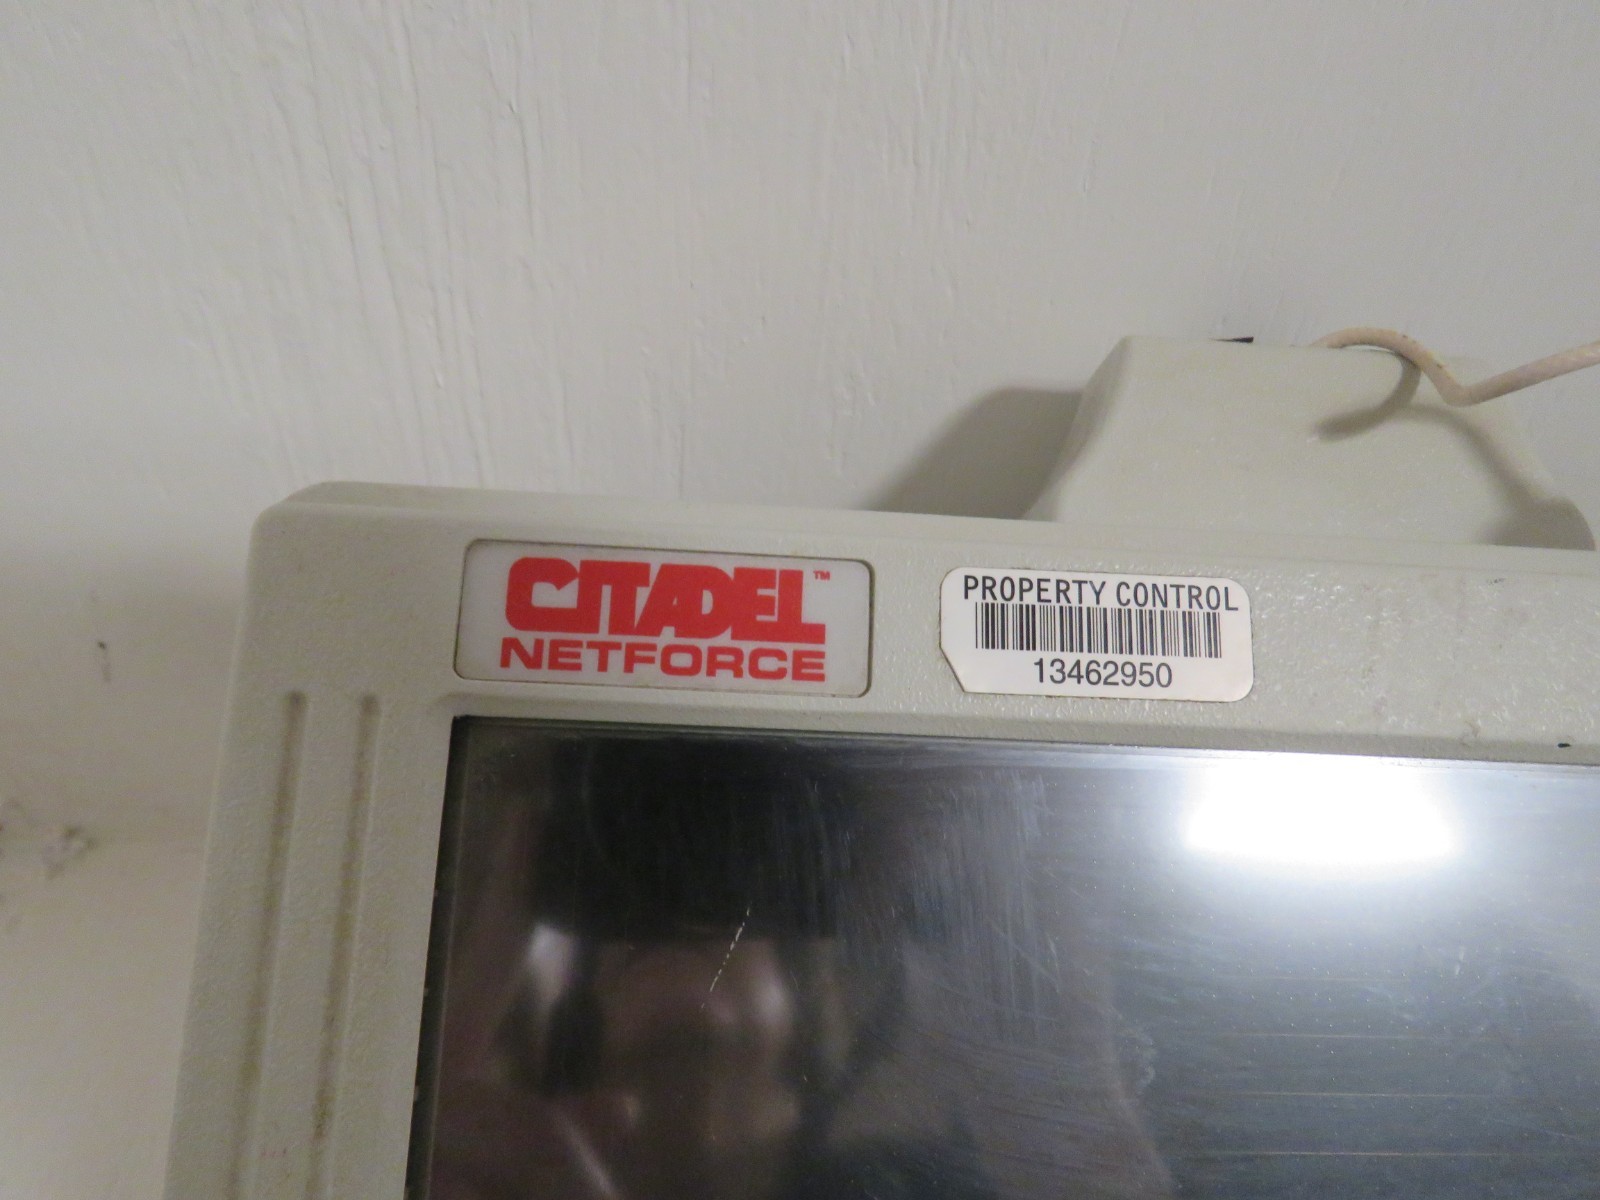 CITADEL™
NETFORCE
PROPERTY CONTROL
13462950